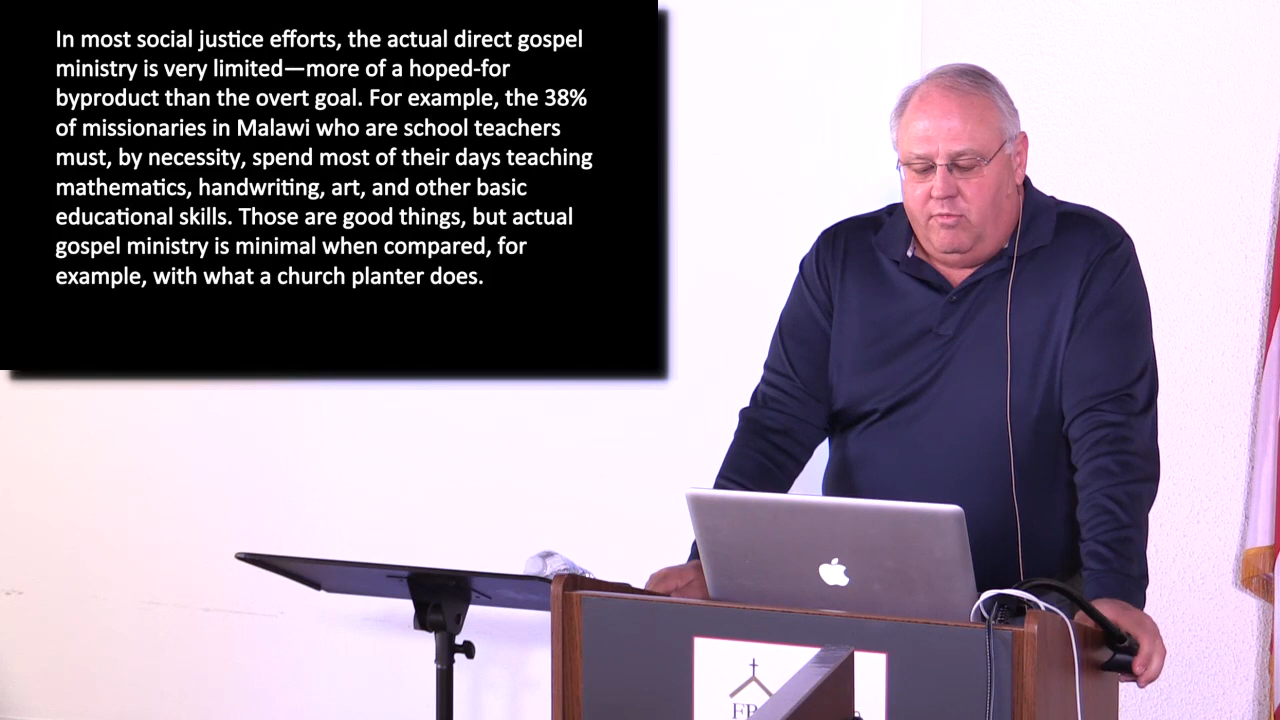 In most social justice efforts, the actual direct gospel
ministry is very limited—more of a hoped-for
byproduct than the overt goal. For example, the 38%
of missionaries in Malawi who are school teachers
must, by necessity, spend most of their days teaching
mathematics, handwriting, art, and other basic
educational skills. Those are good things, but actual
gospel ministry is minimal when compared, for
example, with what a church planter does.